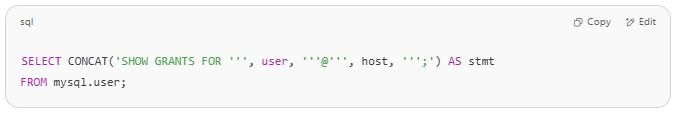 sql
Copy
Edit
SELECT CONCAT('SHOW GRANTS FOR ''', user, '''@''', host, ''';') AS stmt
FROM mysql.user;